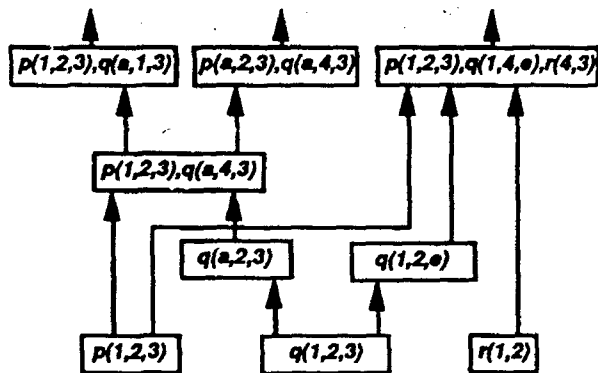 p(1,2,3),q(a,1,3) p(a,2,3),q(a,4,3) p(1,2,3),q(1,4,e),r(4,3)
p(1,2,3),q(a,4,3)
q(a,2,3) q(1,2,e)
p(1,2,3) q(1,2,3) r(1,2)